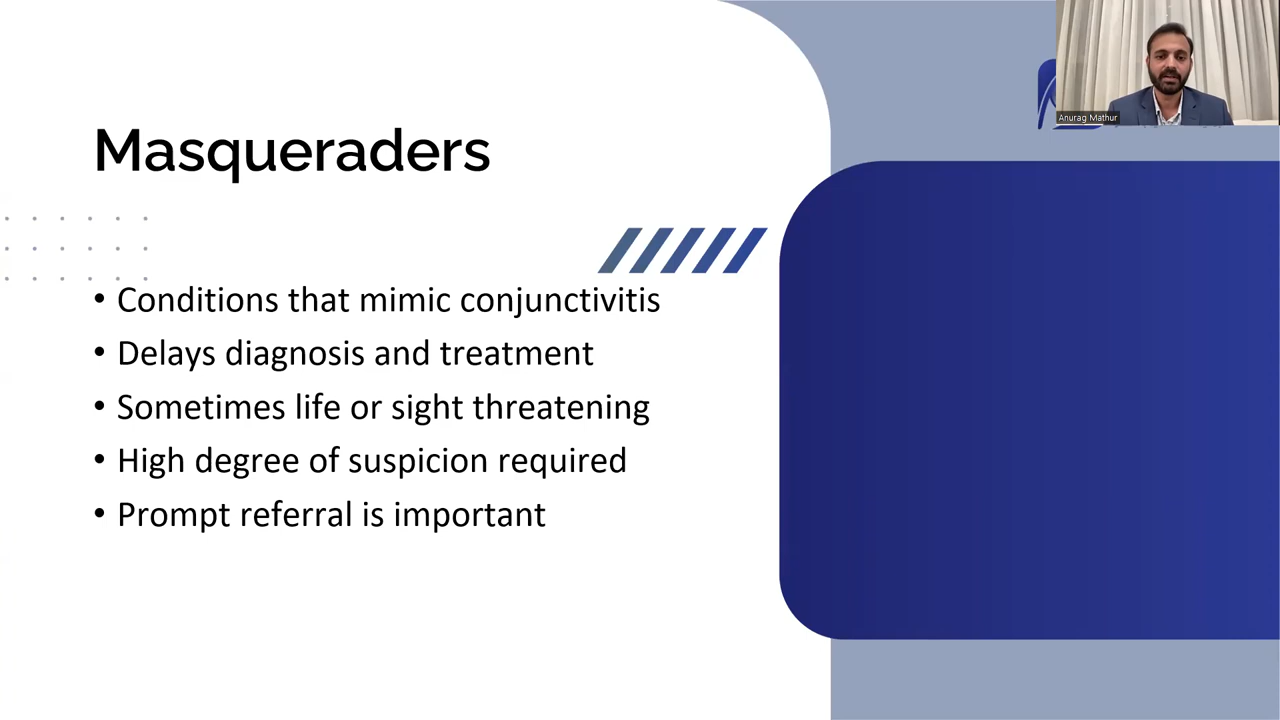 Anurag Mathur
Masqueraders
• Conditions that mimic conjunctivitis
• Delays diagnosis and treatment
• Sometimes life or sight threatening
• High degree of suspicion required
• Prompt referral is important